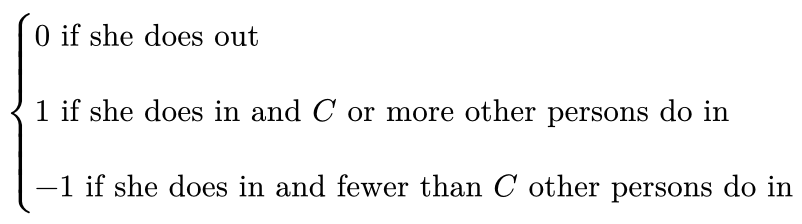 0 if she does out
1 if she does in and C or more other persons do in
−1 if she does in and fewer than C other persons do in